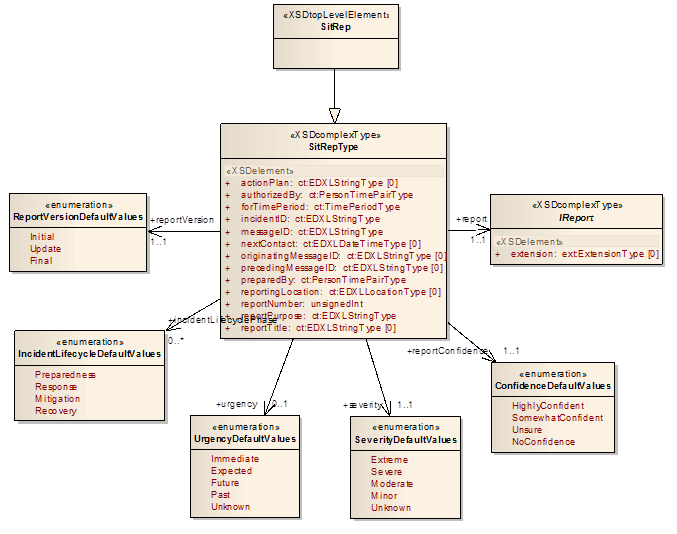 «XSDtopLevelElement»
SitRep
«XSDcomplexType»
SitRepType
«XSDelement»
+ actionPlan: ct:EDXLStringType [0]
+ authorizedBy: ct:PersonTimePairType
+ forTimePeriod: ct:TimePeriodType
+ incidentID: ct:EDXLStringType
+ messageID: ct:EDXLStringType
+ nextContact: ct:EDXLDateTimeType [0]
+ originatingMessageID: ct:EDXLStringType [0]
+ precedingMessageID: ct:EDXLStringType [0]
+ preparedBy: ct:PersonTimePairType
+ reportingLocation: ct:EDXLLocationType [0]
+ reportNumber: unsignedInt
+ reportPurpose: ct:EDXLStringType
+ reportTitle: ct:EDXLStringType [0]
«enumeration»
ReportVersionDefaultValues
Initial
Update
Final
+reportVersion
1..1
+report
1..1
«XSDcomplexType»
IReport
«XSDelement»
+ extension: ext:ExtensionType [0]
+incidentLifecyclePhase
0..*
«enumeration»
IncidentLifecycleDefaultValues
Preparedness
Response
Mitigation
Recovery
+reportConfidence
1..1
«enumeration»
ConfidenceDefaultValues
HighlyConfident
SomewhatConfident
Unsure
NoConfidence
+urgency
0..1
«enumeration»
UrgencyDefaultValues
Immediate
Expected
Future
Past
Unknown
+severity
1..1
«enumeration»
SeverityDefaultValues
Extreme
Severe
Moderate
Minor
Unknown